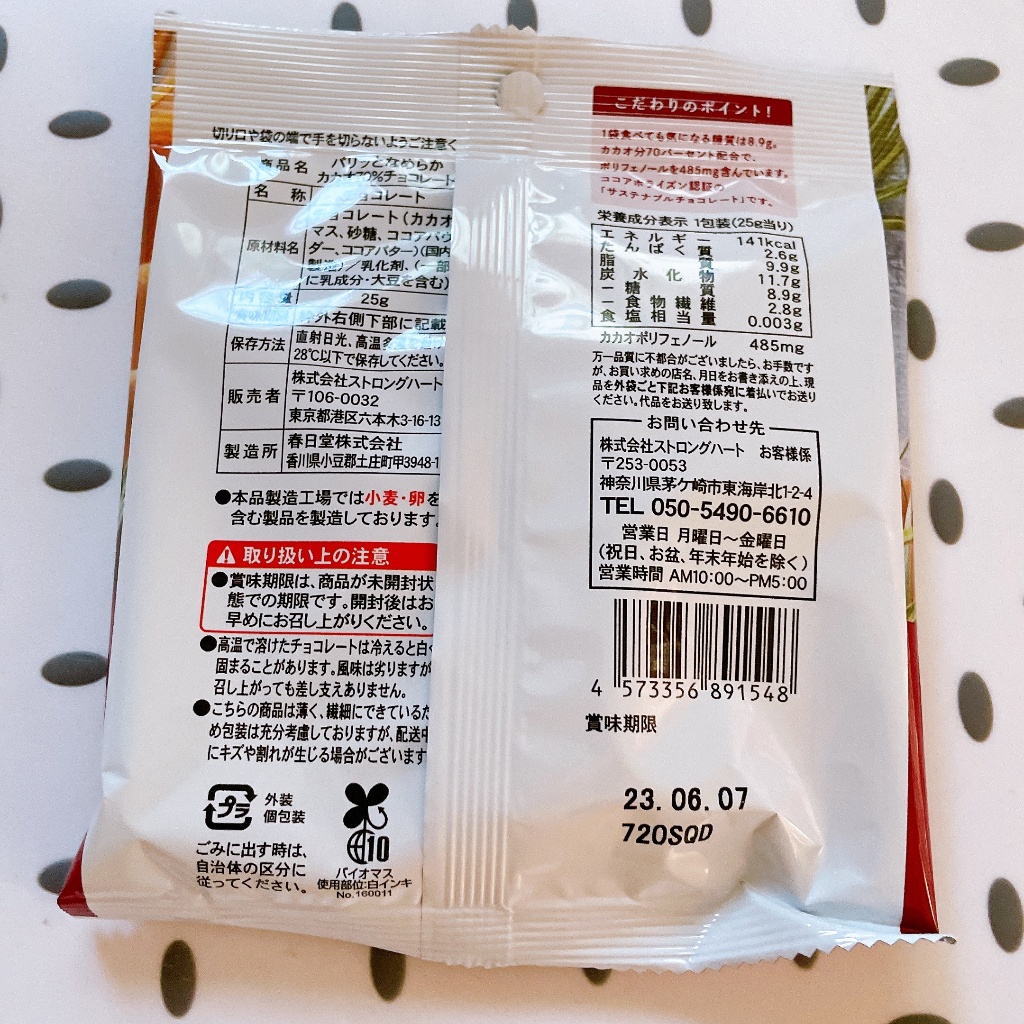 切り口や袋の端で手を切らないようご注意く
商品名 パリッとなめらか
カカオ70%チョコレート
名 称 チョコレート
原材料名
チョコレート(カカオ
マス、砂糖、ココアパウ
ダー、ココアバター)(国内
製造)/乳化剤、(一部
に乳成分・大豆を含む)
内容量 25g
賞味期限 枠外右側下部に記載
保存方法 直射日光、高温多
28℃以下で保存してください。
販売者 株式会社ストロングハート
〒106-0032
東京都港区六本木3-16-13
製造所 春日堂株式会社
香川県小豆郡土庄町甲3948-1
●本品製造工場では小麦・卵を
含む製品を製造しております。
取り扱い上の注意
●賞味期限は、商品が未開封状
態での期限です。開封後はお
早めにお召し上がりください。
●高温で溶けたチョコレートは冷えると白く
固まることがあります。風味は劣りますが
召し上がっても差し支えありません。
●こちらの商品は薄く、繊細にできているた
め包装は充分考慮しておりますが、配送中
にキズや割れが生じる場合がございます
プラ 外装
個包装
ごみに出す時は、
自治体の区分に
従ってください。
10
バイオマス
使用部位:白インキ
No.160011
こだわりのポイント!
1袋食べても気になる糖質は8.9g。
カカオ分70パーセント配合で、
ポリフェノールを485mg含んでいます。
ココアホライズン認証の
「サステナブルチョコレート」です。
栄養成分表示 1包装(25g当り)
エネルギー 141kcal
たんぱく質 2.6g
脂質 9.9g
炭水化物 11.7g
-糖質 8.9g
-食物繊維 2.8g
食塩相当量 0.003g
カカオポリフェノール 485mg
万一品質に不都合がございましたら、お手数です
が、お買い求めの店名、月日をお書き添えの上、現
品を外袋ごと下記お客様係宛に着払いでお送り
ください。代品をお送り致します。
お問い合わせ先
株式会社ストロングハート お客様係
〒253-0053
神奈川県茅ケ崎市東海岸北1-2-4
TEL 050-5490-6610
営業日 月曜日~金曜日
(祝日、お盆、年末年始を除く)
営業時間 AM10:00~PM5:00
4 573356 891548
賞味期限
23.06.07
720SQD